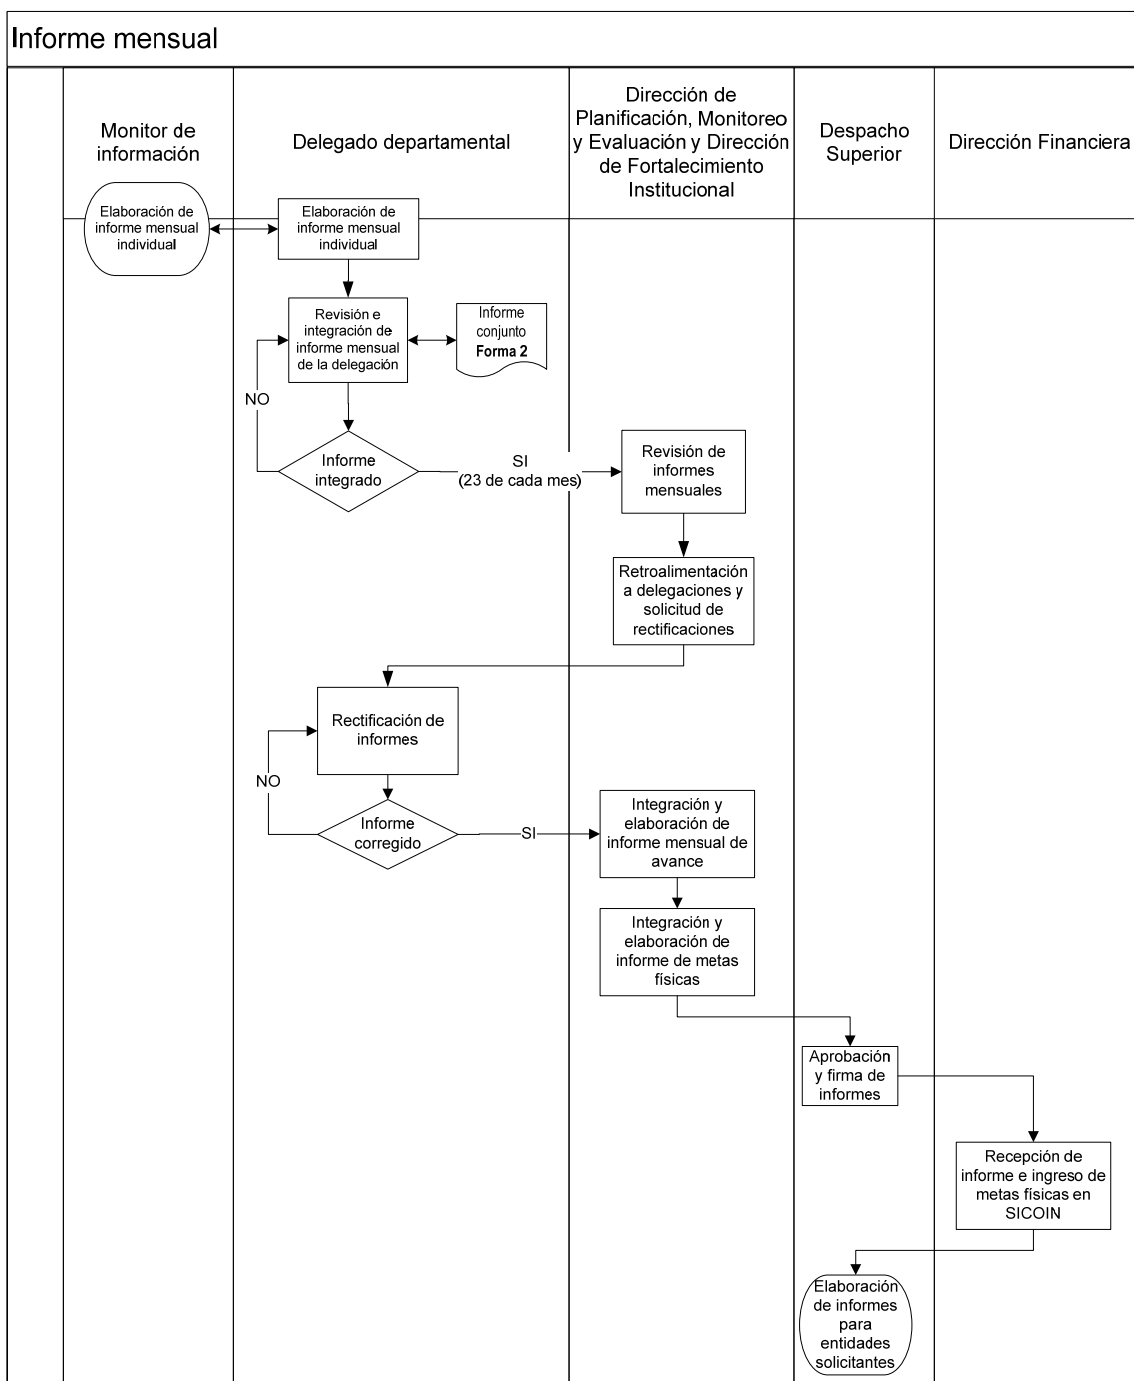 Informe mensual
Monitor de
información
Delegado departamental
Dirección de
Planificación, Monitoreo
y Evaluación y Dirección
de Fortalecimiento
Institucional
Despacho
Superior
Dirección Financiera
Elaboración de
informe mensual
individual
Elaboración de
informe mensual
individual
Revisión e
integración de
informe mensual
de la delegación
Informe
conjunto
Forma 2
NO
Informe
integrado
SI
(23 de cada mes)
Revisión de
informes
mensuales
Retroalimentación
a delegaciones y
solicitud de
rectificaciones
Rectificación de
informes
NO
Informe
corregido
SI
Integración y
elaboración de
informe mensual de
avance
Integración y
elaboración de
informe de metas
físicas
Aprobación
y firma de
informes
Recepción de
informe e ingreso de
metas físicas en
SICOIN
Elaboración
de informes
para
entidades
solicitantes